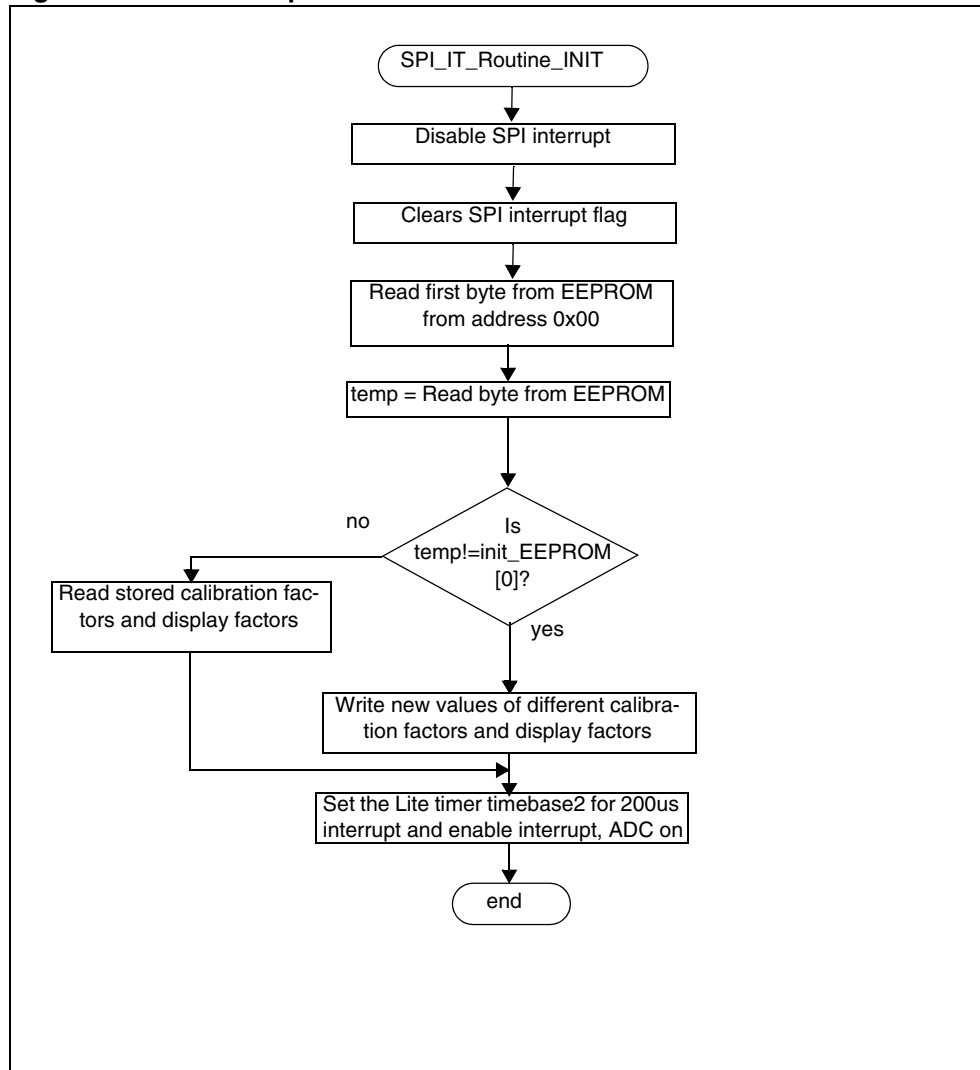 SPI_IT_Routine_INIT
Disable SPI interrupt
Clears SPI interrupt flag
Read first byte from EEPROM
from address 0x00
temp = Read byte from EEPROM
no
Is
temp!=init_EEPROM
[0]?
Read stored calibration fac-
tors and display factors
yes
Write new values of different calibra-
tion factors and display factors
Set the Lite timer timebase2 for 200us
interrupt and enable interrupt, ADC on
end